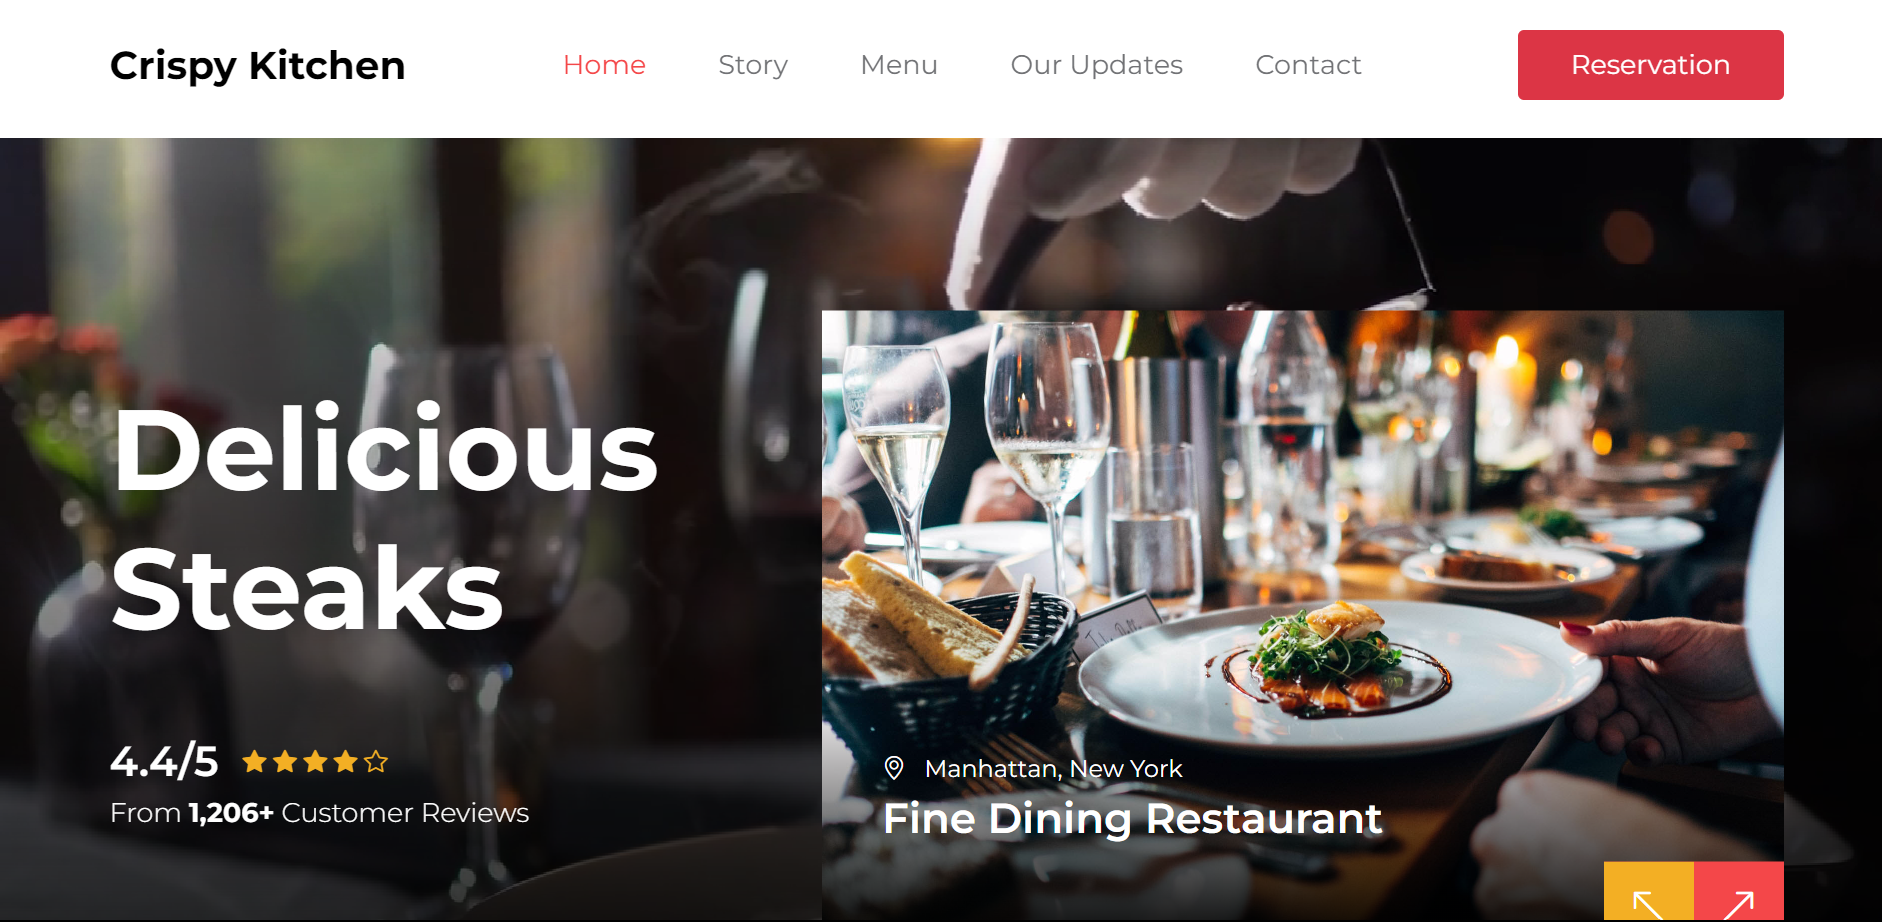 Crispy Kitchen
Home
Story
Menu
Our Updates
Contact
Reservation
Delicious
Steaks
4.4/5
From 1,206+ Customer Reviews
Manhattan, New York
Fine Dining Restaurant